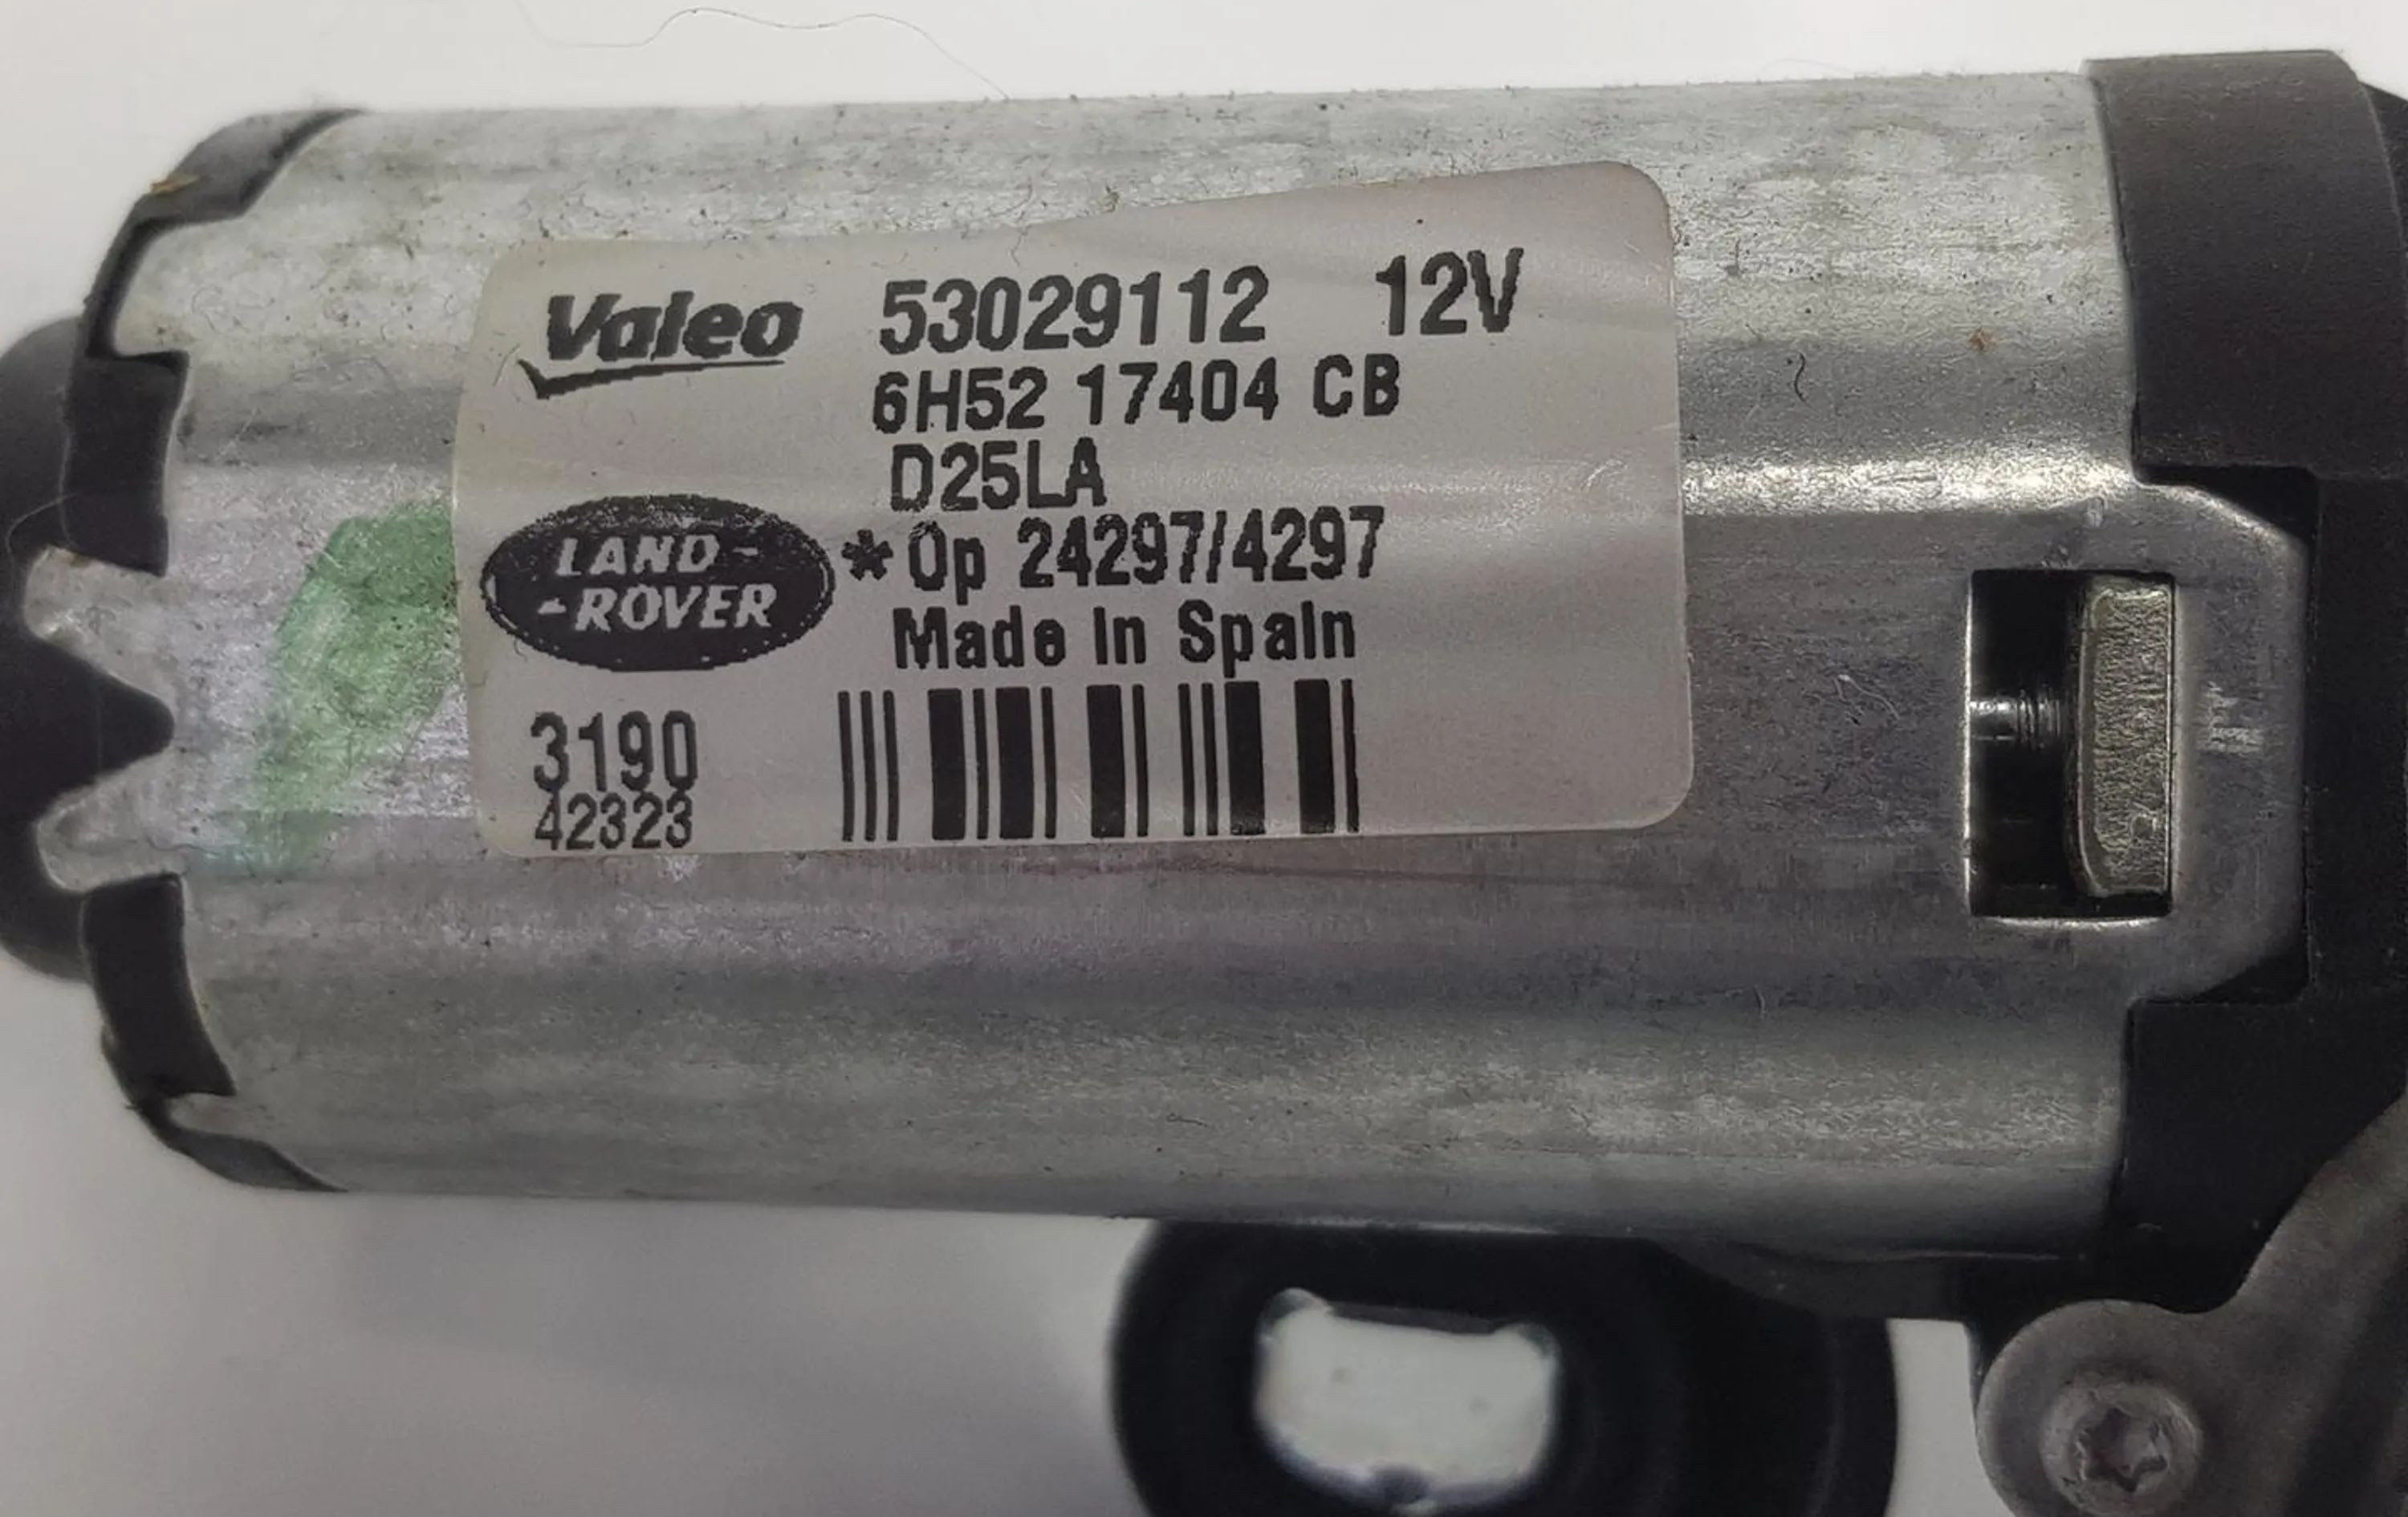 Valeo 53029112 12V
6H52 17404 CB
D25LA
LAND-
-ROVER
*Op 24297/4297
Made In Spain
3190
42323